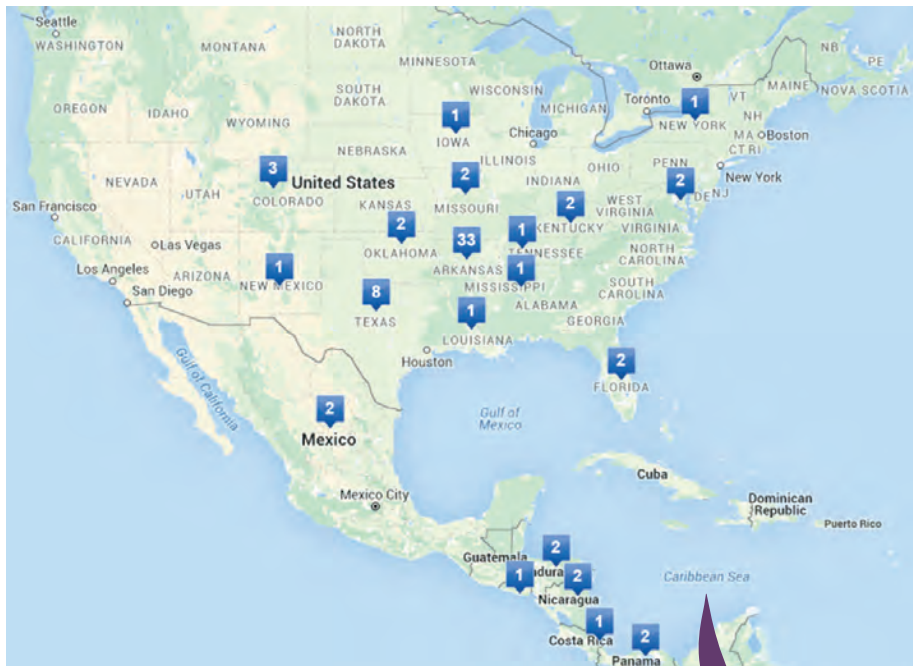 Seattle
WASHINGTON
MONTANA
NORTH
DAKOTA
MINNESOTA
Ottawa
NB
PE
MAINE
NOVA SCOTIA
OREGON
IDAHO
SOUTH
DAKOTA
WISCONSIN
MICHIGAN
Toronto
1
VT
NH
WYOMING
1
IOWA
Chicago
NEW YORK
MA
Boston
CT RI
NEBRASKA
ILLINOIS
INDIANA
OHIO
PENN
New York
NEVADA
UTAH
3
COLORADO
United States
KANSAS
2
MISSOURI
2
KENTUCKY
WEST
VIRGINIA
2
DE
NJ
VIRGINIA
San Francisco
CALIFORNIA
Las Vegas
2
OKLAHOMA
33
ARKANSAS
1
TENNESSEE
NORTH
CAROLINA
Los Angeles
ARIZONA
1
NEW MEXICO
1
MISSISSIPPI
SOUTH
CAROLINA
San Diego
8
TEXAS
1
LOUISIANA
ALABAMA
GEORGIA
Houston
2
FLORIDA
Gulf of California
2
Mexico
Gulf of
Mexico
Cuba
Mexico City
Dominican
Republic
Puerto Rico
Guatemala
2
1
2
Nicaragua
Caribbean Sea
1
Costa Rica
2
Panama